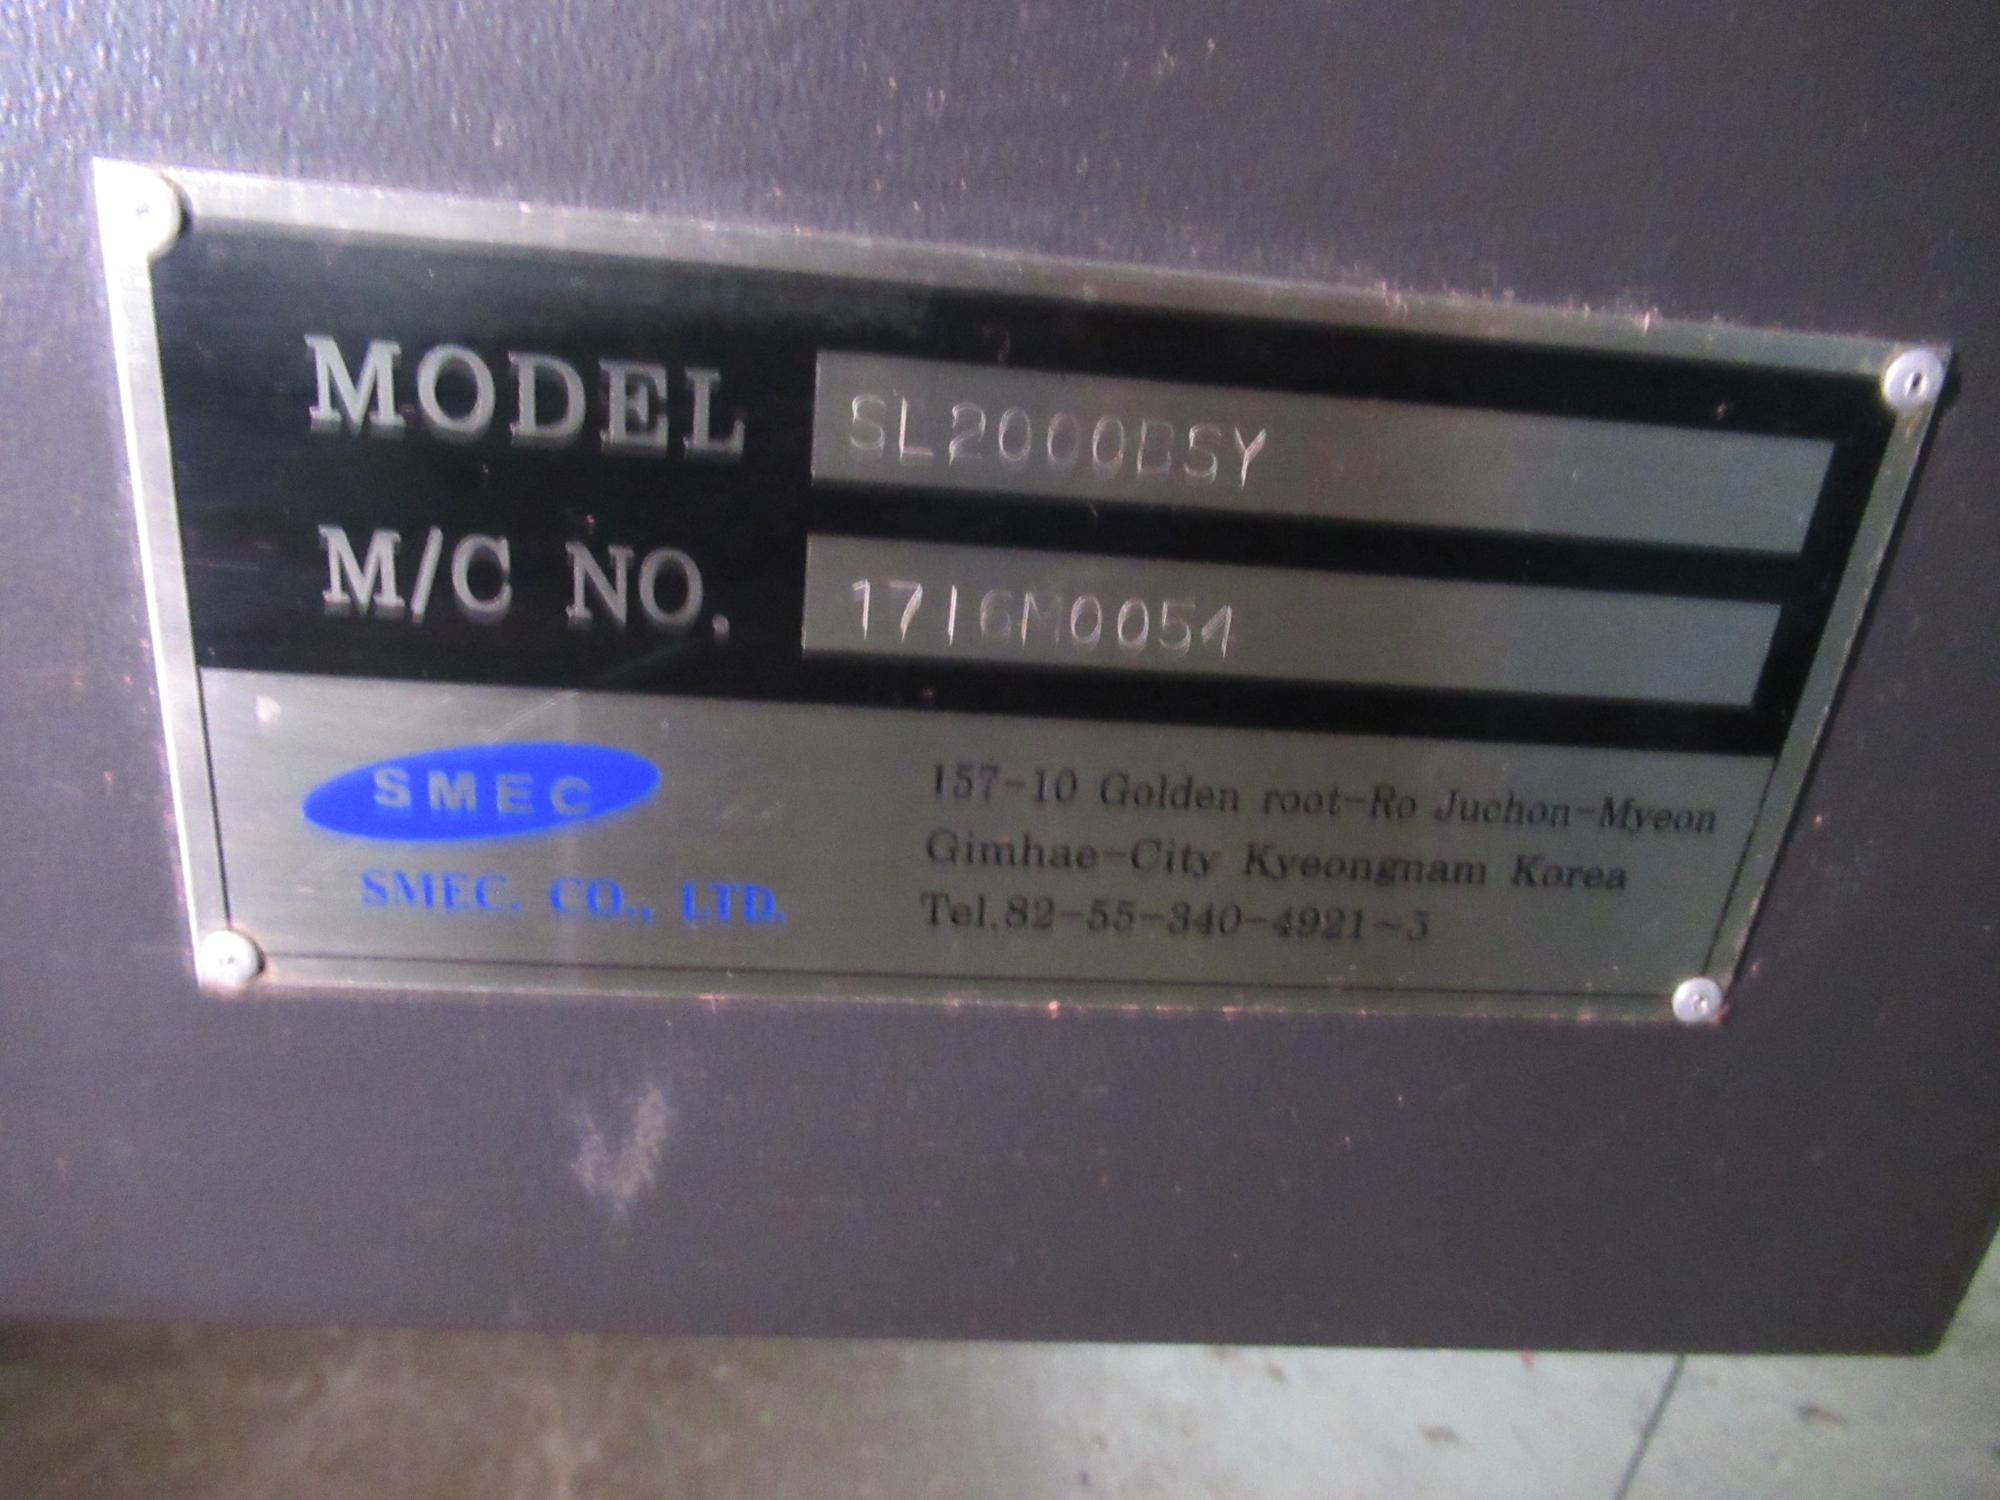 MODEL SL2000BSY
M/C NO. 1716M0054
SMEC
SMEC. CO., LTD.
157-10 Golden root-Ro Juchon-Myeon
Gimhae-City Kyeongnam Korea
Tel.82-55-340-4921~5